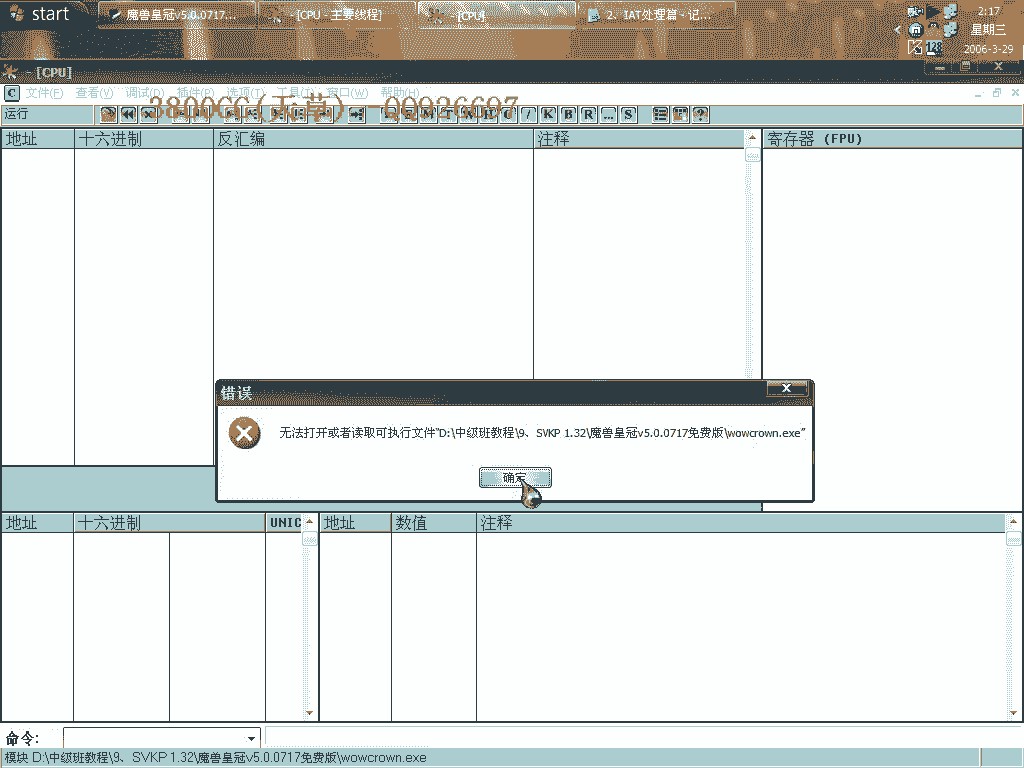 start
魔兽皇冠v5.0.0717...
- [CPU - 主要线程]
- [CPU]
2、IAT处理篇 - 记...
2:17
星期三
2006-3-29
128
- [CPU]
C 文件(F) 查看(V) 调试(D) 插件(P) 选项(T) 工具(I) 窗口(W) 帮助(H)
3800CC(天草) -QQ926697
运行
/ K B R ... S
地址 十六进制 反汇编 注释 寄存器 (FPU)
错误
无法打开或者读取可执行文件"D:\中级班教程\9、SVKP 1.32\魔兽皇冠v5.0.0717免费版\wowcrown.exe"
确定
地址 十六进制 UNIC 地址 数值 注释
命令:
模块 D:\中级班教程\9、SVKP 1.32\魔兽皇冠v5.0.0717免费版\wowcrown.exe